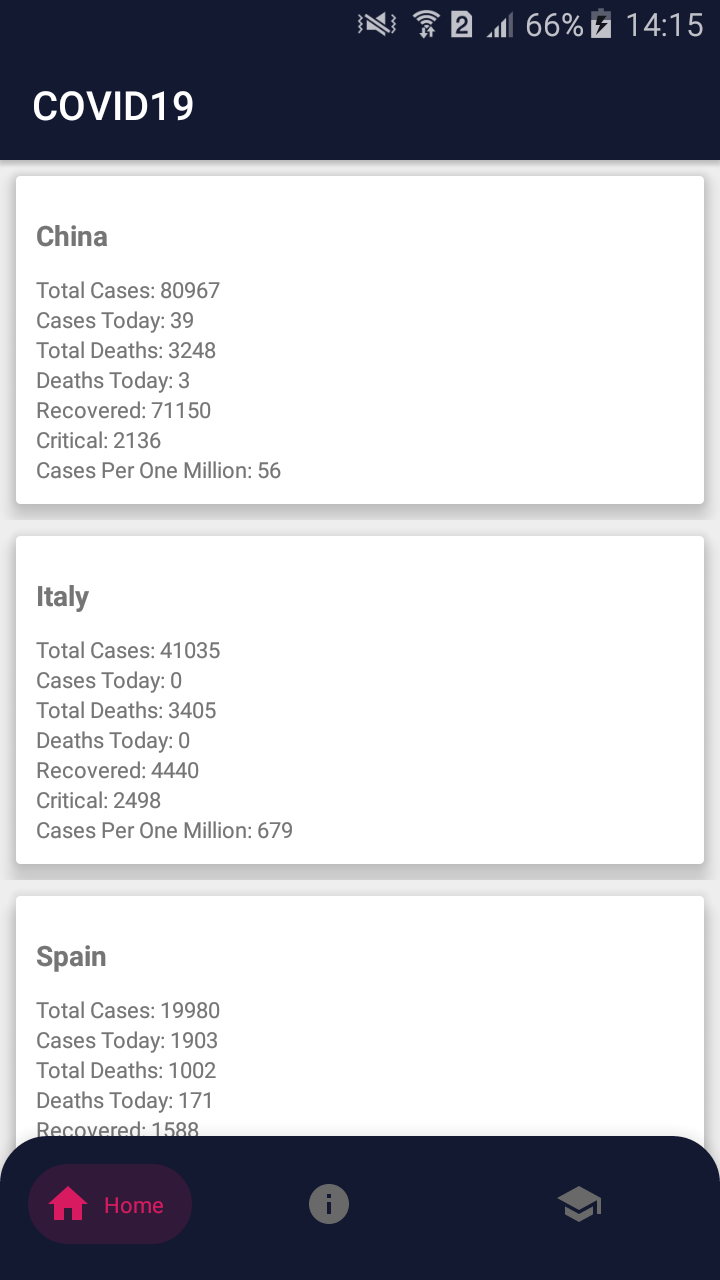 2 66% 14:15
COVID19
China
Total Cases: 80967
Cases Today: 39
Total Deaths: 3248
Deaths Today: 3
Recovered: 71150
Critical: 2136
Cases Per One Million: 56
Italy
Total Cases: 41035
Cases Today: 0
Total Deaths: 3405
Deaths Today: 0
Recovered: 4440
Critical: 2498
Cases Per One Million: 679
Spain
Total Cases: 19980
Cases Today: 1903
Total Deaths: 1002
Deaths Today: 171
Recovered: 1588
Home